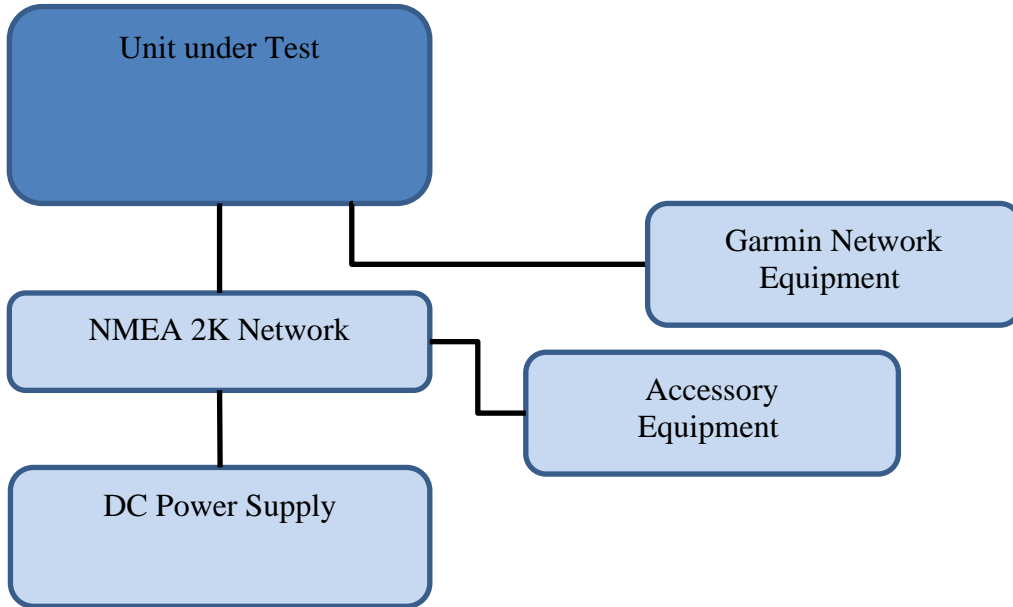 Unit under Test
Garmin Network
Equipment
NMEA 2K Network
Accessory
Equipment
DC Power Supply